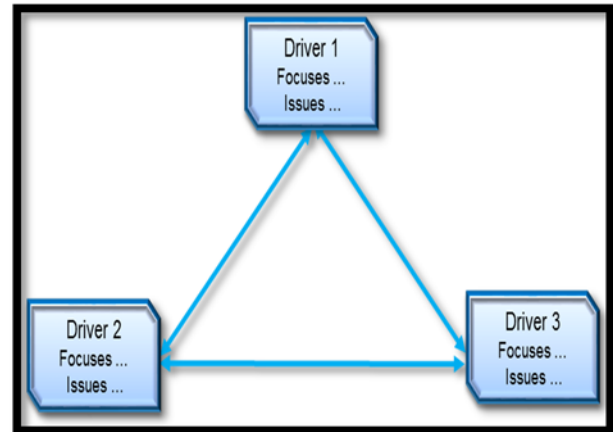 Driver 1
Focuses ...
Issues ...
Driver 2
Focuses ...
Issues ...
Driver 3
Focuses ...
Issues ...